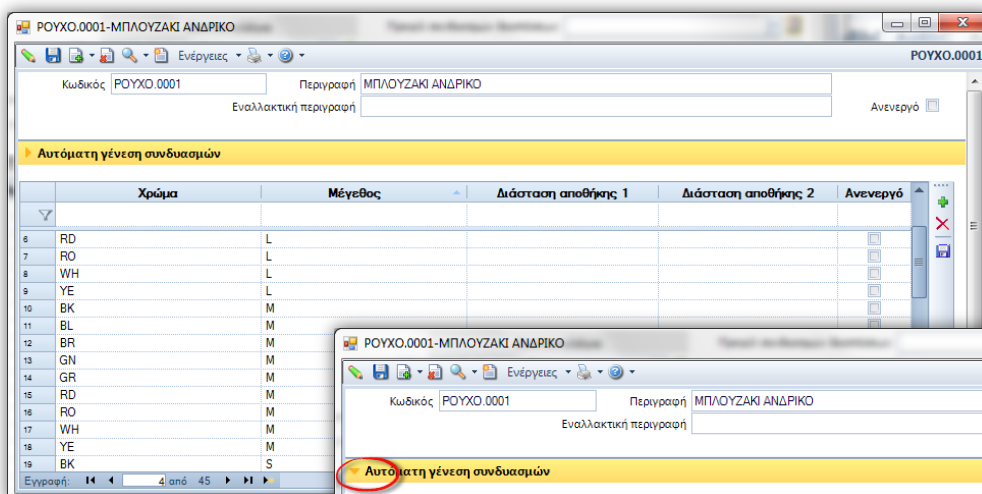 ΡΟΥΧΟ.0001-ΜΠΛΟΥΖΑΚΙ ΑΝΔΡΙΚΟ
Ενέργειες
ΡΟΥΧΟ.0001
Κωδικός ΡΟΥΧΟ.0001 Περιγραφή ΜΠΛΟΥΖΑΚΙ ΑΝΔΡΙΚΟ
Εναλλακτική περιγραφή Ανενεργό
Αυτόματη γένεση συνδυασμών
Χρώμα Μέγεθος Διάσταση αποθήκης 1 Διάσταση αποθήκης 2 Ανενεργό
6 RD L
7 RO L
8 WH L
9 YE L
10 BK M
11 BL M
12 BR M
13 GN M
14 GR M
15 RD M
16 RO M
17 WH M
18 YE M
19 BK S
Εγγραφή: 4 από 45
ΡΟΥΧΟ.0001-ΜΠΛΟΥΖΑΚΙ ΑΝΔΡΙΚΟ
Ενέργειες
Κωδικός ΡΟΥΧΟ.0001 Περιγραφή ΜΠΛΟΥΖΑΚΙ ΑΝΔΡΙΚΟ
Εναλλακτική περιγραφή
Αυτόματη γένεση συνδυασμών